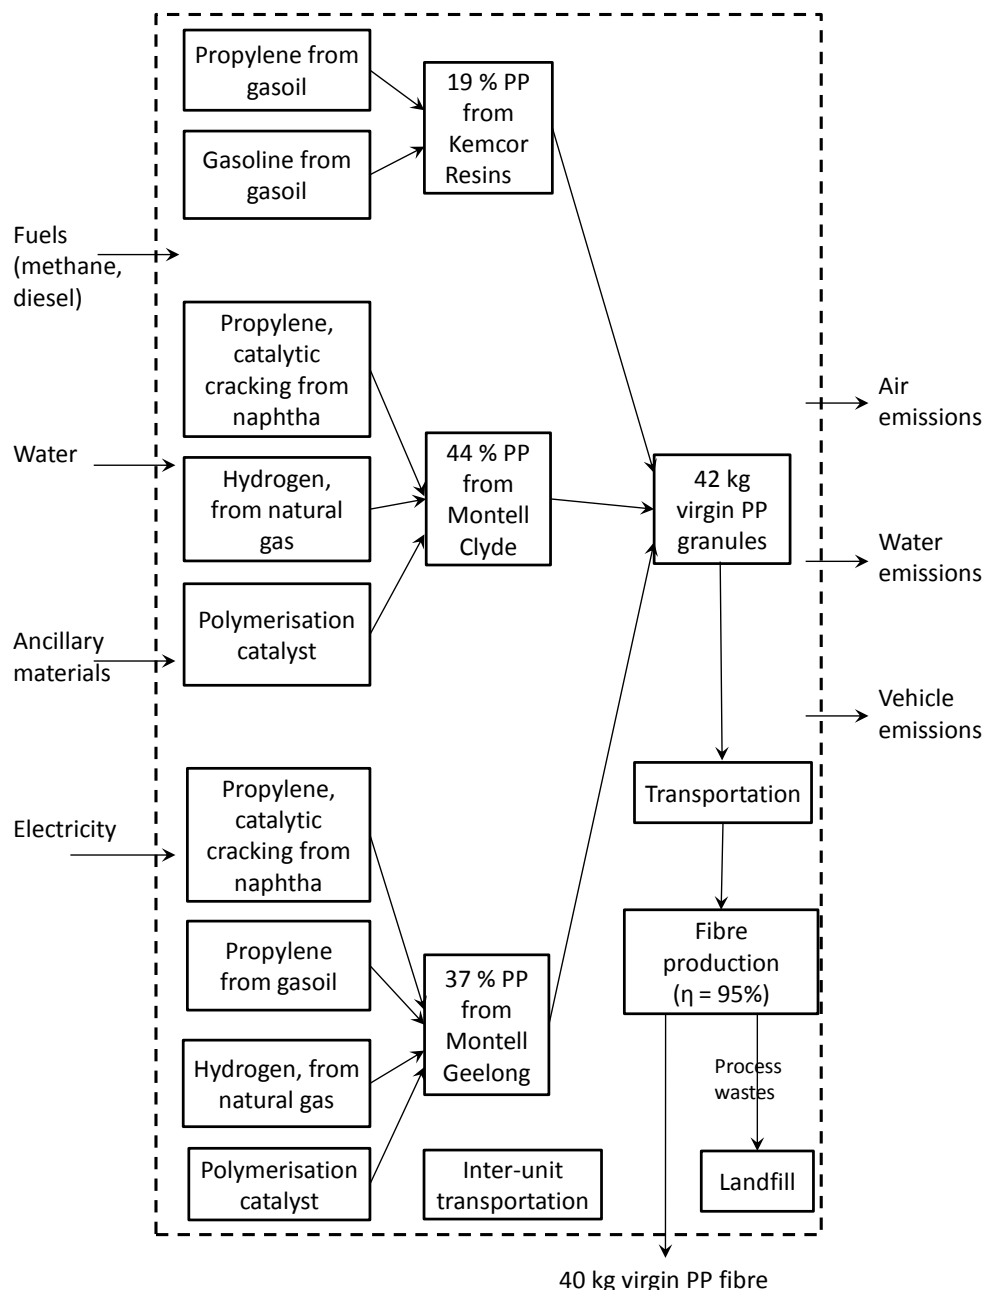 Propylene from
gasoil
19 % PP
from
Kemcor
Resins
Gasoline from
gasoil
Fuels
(methane,
diesel)
Propylene,
catalytic
cracking from
naphtha
Air
emissions
Water
44 % PP
from
Montell
Clyde
42 kg
virgin PP
granules
Hydrogen,
from natural
gas
Water
emissions
Polymerisation
catalyst
Ancillary
materials
Vehicle
emissions
Propylene,
catalytic
cracking from
naphtha
Transportation
Electricity
Propylene
from gasoil
Fibre
production
(η = 95%)
37 % PP
from
Montell
Geelong
Hydrogen, from
natural gas
Process
wastes
Polymerisation
catalyst
Inter-unit
transportation
Landfill
40 kg virgin PP fibre